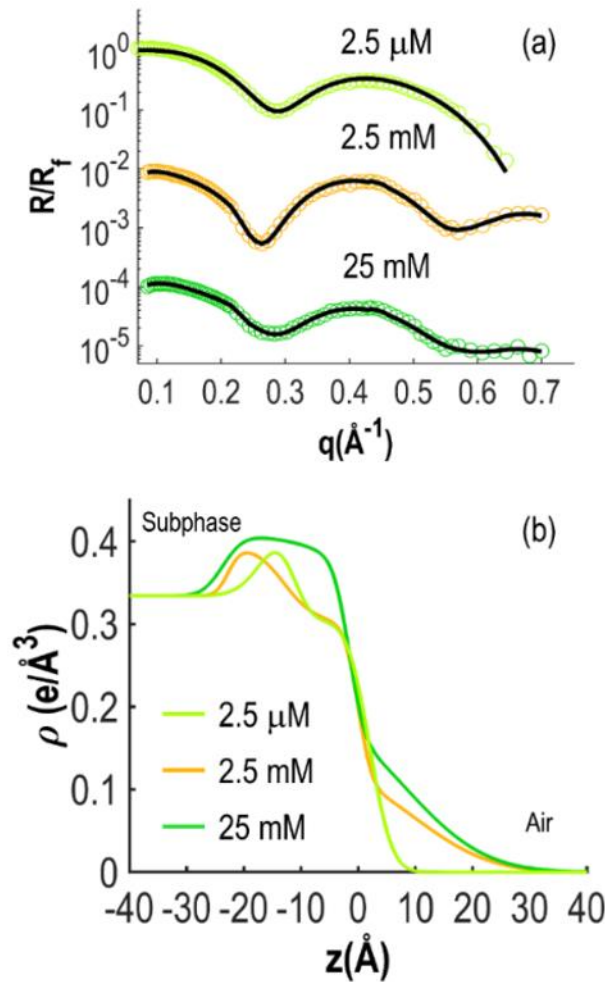 (a)
R/R_f
10^0
10^-1
10^-2
10^-3
10^-4
10^-5
2.5 μM
2.5 mM
25 mM
0.1 0.2 0.3 0.4 0.5 0.6 0.7
q(Å^-1)
(b)
Subphase
ρ (e/Å^3)
0.4
0.3
0.2
0.1
0
2.5 μM
2.5 mM
25 mM
Air
-40 -30 -20 -10 0 10 20 30 40
z(Å)